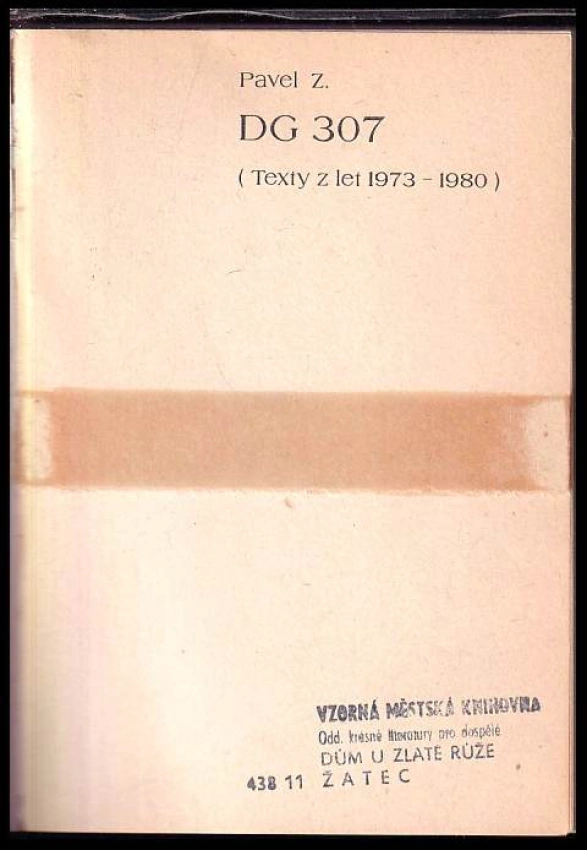 Pavel Z.
DG 307
( Texty z let 1973 – 1980 )
VZORNÁ MĚSTSKÁ KNIHOVNA
Odd. krásné literatury pro dospělé
DŮM U ZLATÉ RŮŽE
438 11 ŽATEC